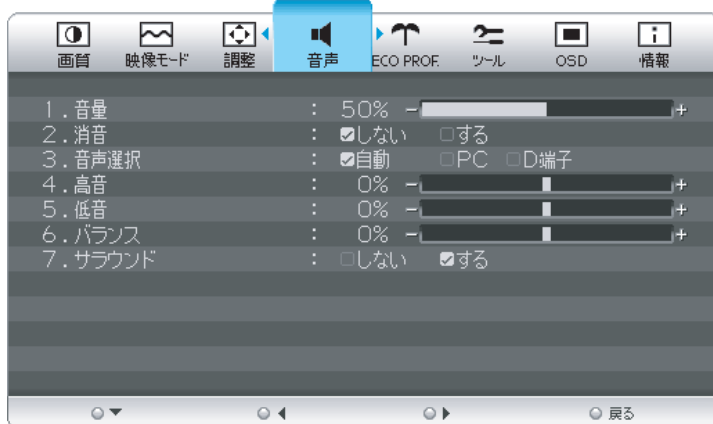 画質 映像モード 調整 音声 ECO PROF. ツール OSD 情報
1.音量 : 50% - +
2.消音 : しない する
3.音声選択 : 自動 PC D端子
4.高音 : 0% - +
5.低音 : 0% - +
6.バランス : 0% - +
7.サラウンド : しない する
戻る